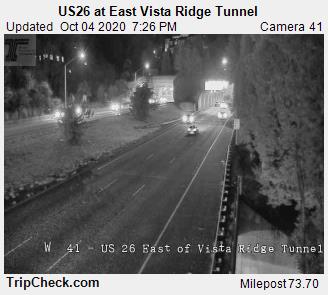 US26 at East Vista Ridge Tunnel
Updated Oct 04 2020 7:26 PM Camera 41
W 41 - US 26 East of Vista Ridge Tunnel
TripCheck.com Milepost 73.70